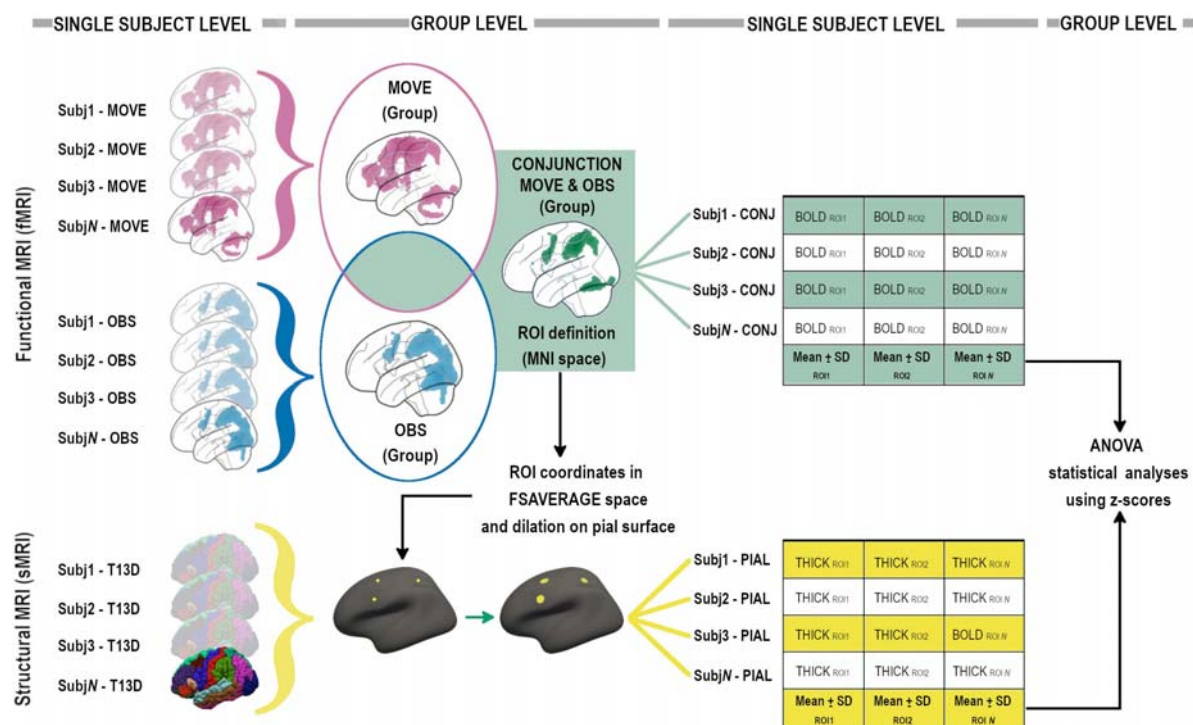 SINGLE SUBJECT LEVEL
GROUP LEVEL
SINGLE SUBJECT LEVEL
GROUP LEVEL
Functional MRI (fMRI)
Subj1 - MOVE
Subj2 - MOVE
Subj3 - MOVE
SubjN - MOVE
Subj1 - OBS
Subj2 - OBS
Subj3 - OBS
SubjN - OBS
MOVE
(Group)
OBS
(Group)
CONJUNCTION
MOVE & OBS
(Group)
ROI definition
(MNI space)
Subj1 - CONJ
Subj2 - CONJ
Subj3 - CONJ
SubjN - CONJ
BOLD ROI1 BOLD ROI2 BOLD ROI N
BOLD ROI1 BOLD ROI2 BOLD ROI N
BOLD ROI1 BOLD ROI2 BOLD ROI N
BOLD ROI1 BOLD ROI2 BOLD ROI N
Mean ± SD Mean ± SD Mean ± SD
ROI1 ROI2 ROI N
ROI coordinates in
FSAVERAGE space
and dilation on pial surface
ANOVA
statistical analyses
using z-scores
Structural MRI (sMRI)
Subj1 - T13D
Subj2 - T13D
Subj3 - T13D
SubjN - T13D
Subj1 - PIAL
Subj2 - PIAL
Subj3 - PIAL
SubjN - PIAL
THICK ROI1 THICK ROI2 THICK ROI N
THICK ROI1 THICK ROI2 THICK ROI N
THICK ROI1 THICK ROI2 BOLD ROI N
THICK ROI1 THICK ROI2 THICK ROI N
Mean ± SD Mean ± SD Mean ± SD
ROI1 ROI2 ROI N